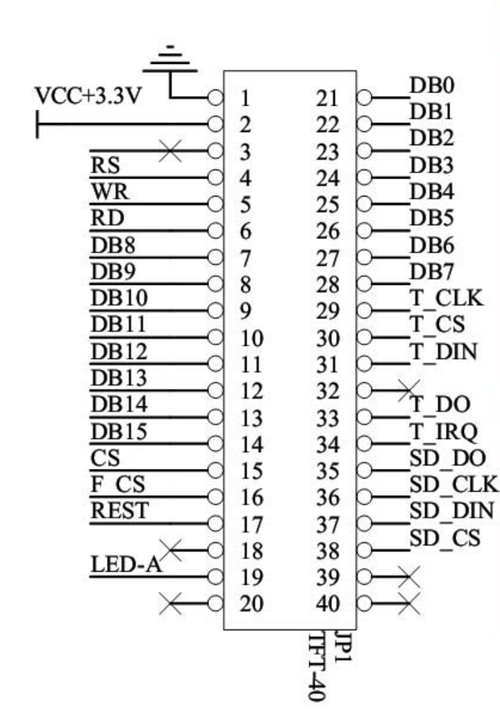 VCC+3.3V
1 21 DB0
2 22 DB1
3 23 DB2
RS 4 24 DB3
WR 5 25 DB4
RD 6 26 DB5
DB8 7 27 DB6
DB9 8 28 DB7
DB10 9 29 T_CLK
DB11 10 30 T_CS
DB12 11 31 T_DIN
DB13 12 32
DB14 13 33 T_DO
DB15 14 34 T_IRQ
CS 15 35 SD_DO
F_CS 16 36 SD_CLK
REST 17 37 SD_DIN
18 38 SD_CS
LED-A 19 39
20 40
JP1
TFT-40